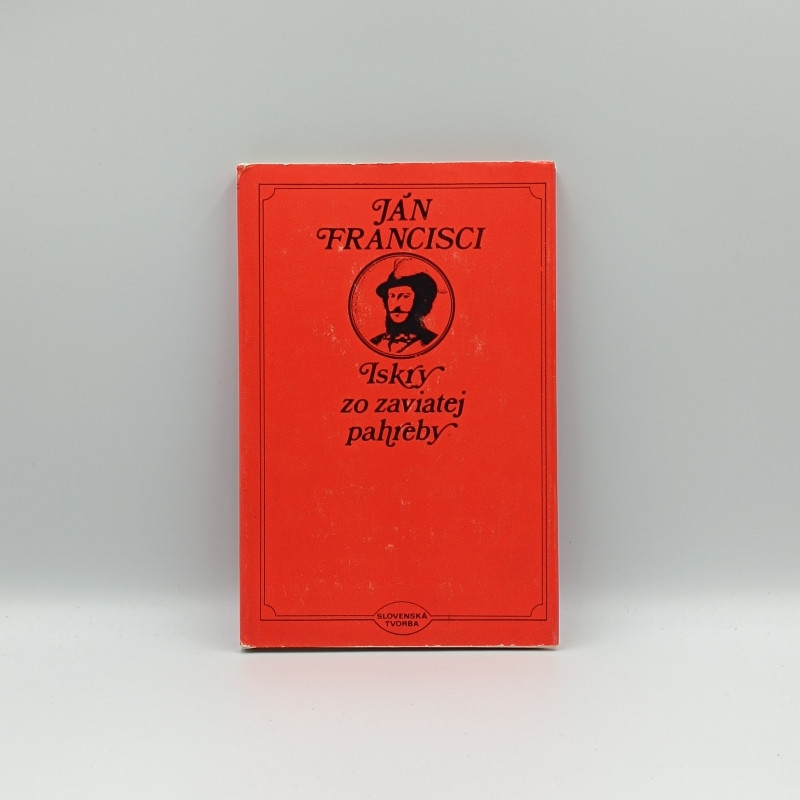 JÁN
FRANCISCI
Iskry
zo zaviatej
pahreby
SLOVENSKÁ
TVORBA